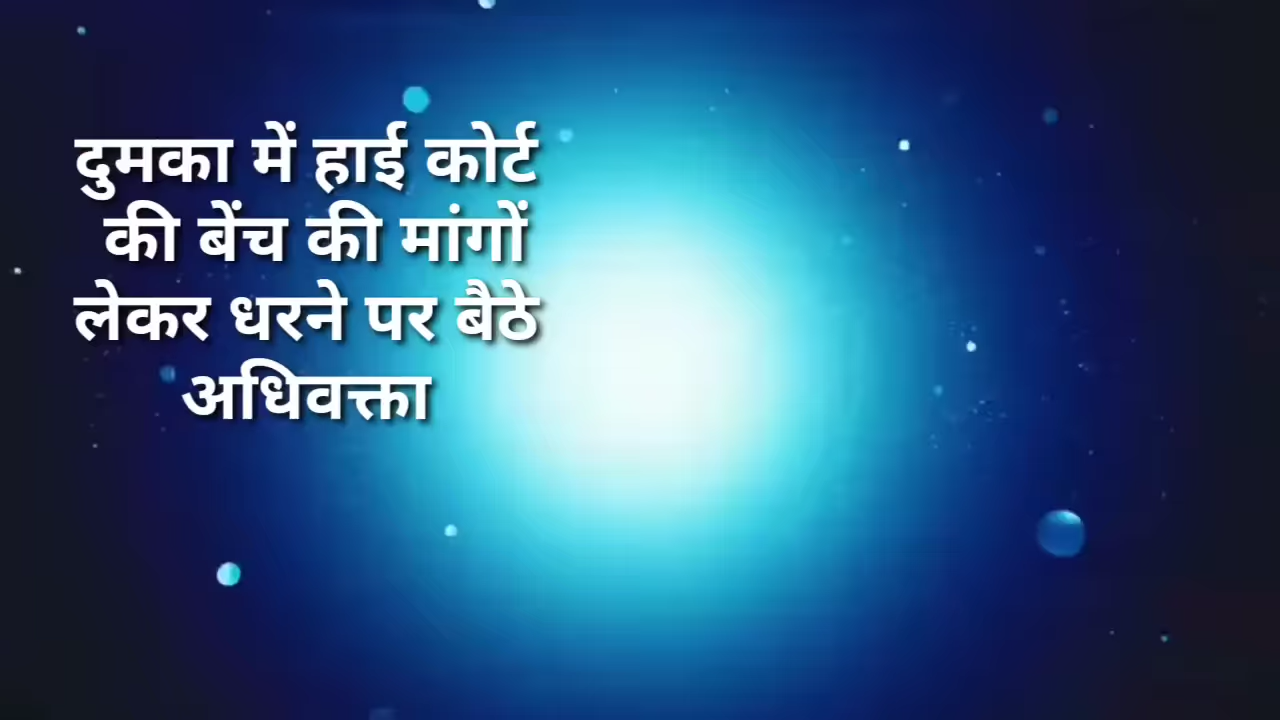 दुमका में हाई कोर्ट
की बेंच की मांगों
लेकर धरने पर बैठे
अधिवक्ता